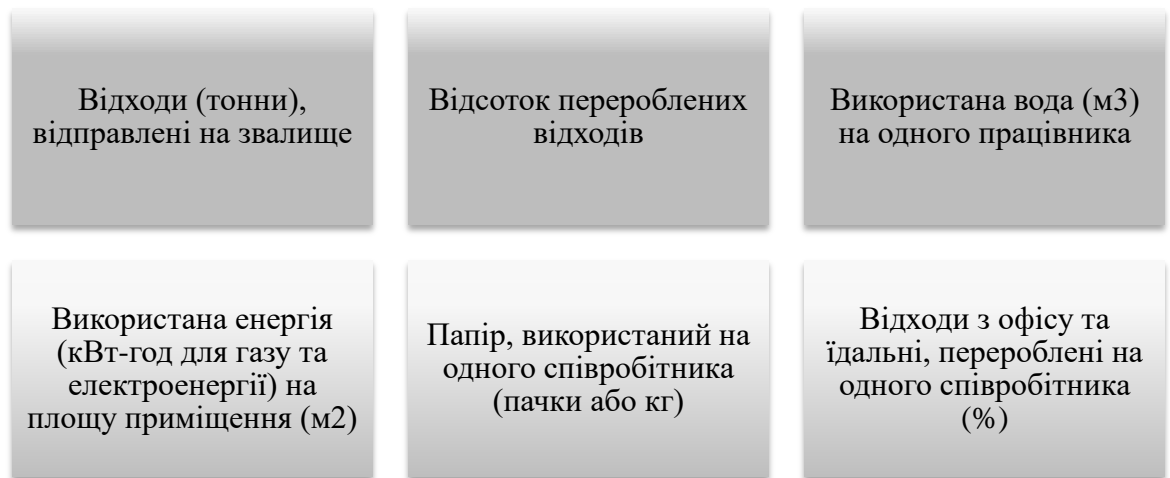 Відходи (тонни),
відправлені на звалище
Відсоток перероблених
відходів
Використана вода (м3)
на одного працівника
Використана енергія
(кВт-год для газу та
електроенергії) на
площу приміщення (м2)
Папір, використаний на
одного співробітника
(пачки або кг)
Відходи з офісу та
їдальні, перероблені на
одного співробітника
(%)